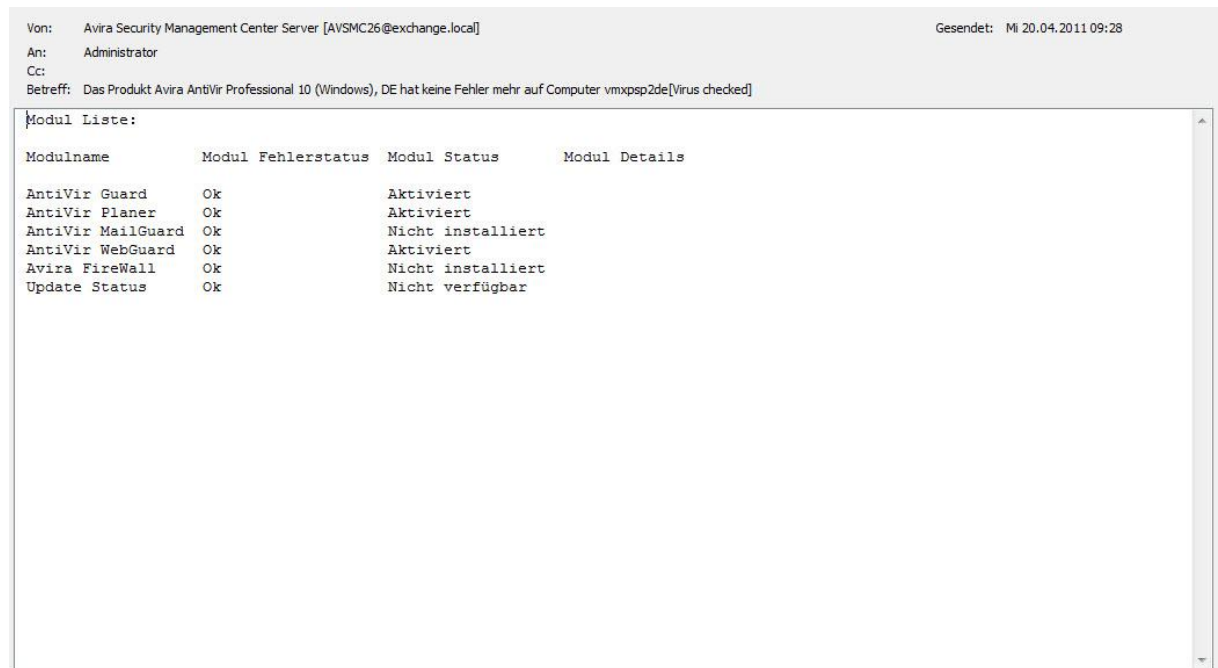 Von: Avira Security Management Center Server [AVSMC26@exchange.local] Gesendet: Mi 20.04.2011 09:28
An: Administrator
Cc:
Betreff: Das Produkt Avira AntiVir Professional 10 (Windows), DE hat keine Fehler mehr auf Computer vmxpsp2de[Virus checked]
Modul Liste:
Modulname Modul Fehlerstatus Modul Status Modul Details
AntiVir Guard Ok Aktiviert
AntiVir Planer Ok Aktiviert
AntiVir MailGuard Ok Nicht installiert
AntiVir WebGuard Ok Aktiviert
Avira FireWall Ok Nicht installiert
Update Status Ok Nicht verfügbar